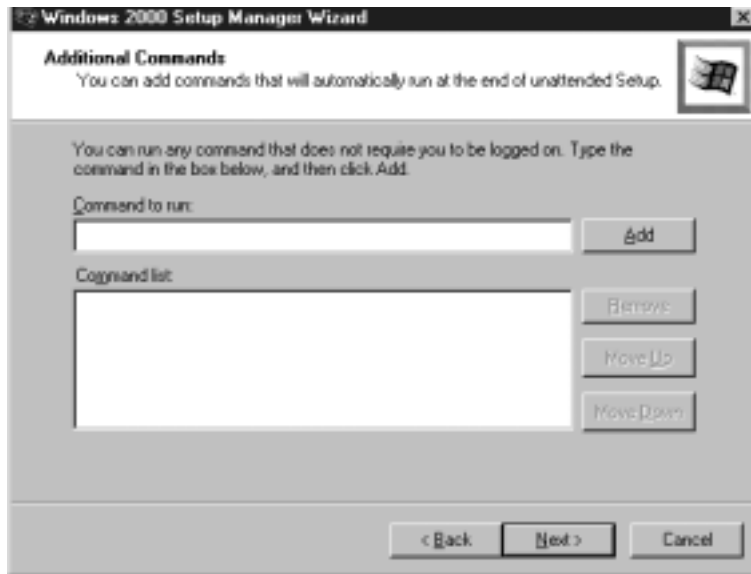 Windows 2000 Setup Manager Wizard
Additional Commands
You can add commands that will automatically run at the end of unattended Setup.
You can run any command that does not require you to be logged on. Type the
command in the box below, and then click Add.
Command to run:
Add
Command list:
Remove
Move Up
Move Down
< Back
Next >
Cancel